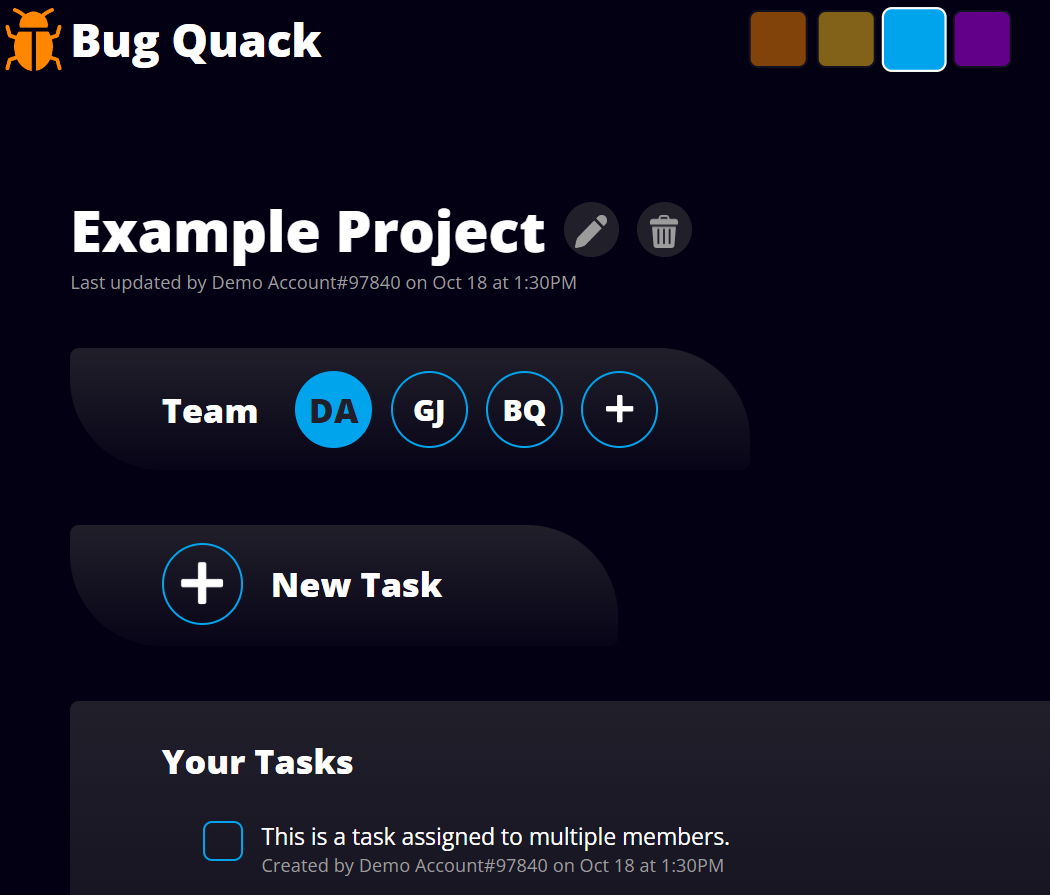 Bug Quack
Example Project
Last updated by Demo Account#97840 on Oct 18 at 1:30PM
Team DA GJ BQ +
+ New Task
Your Tasks
This is a task assigned to multiple members.
Created by Demo Account#97840 on Oct 18 at 1:30PM